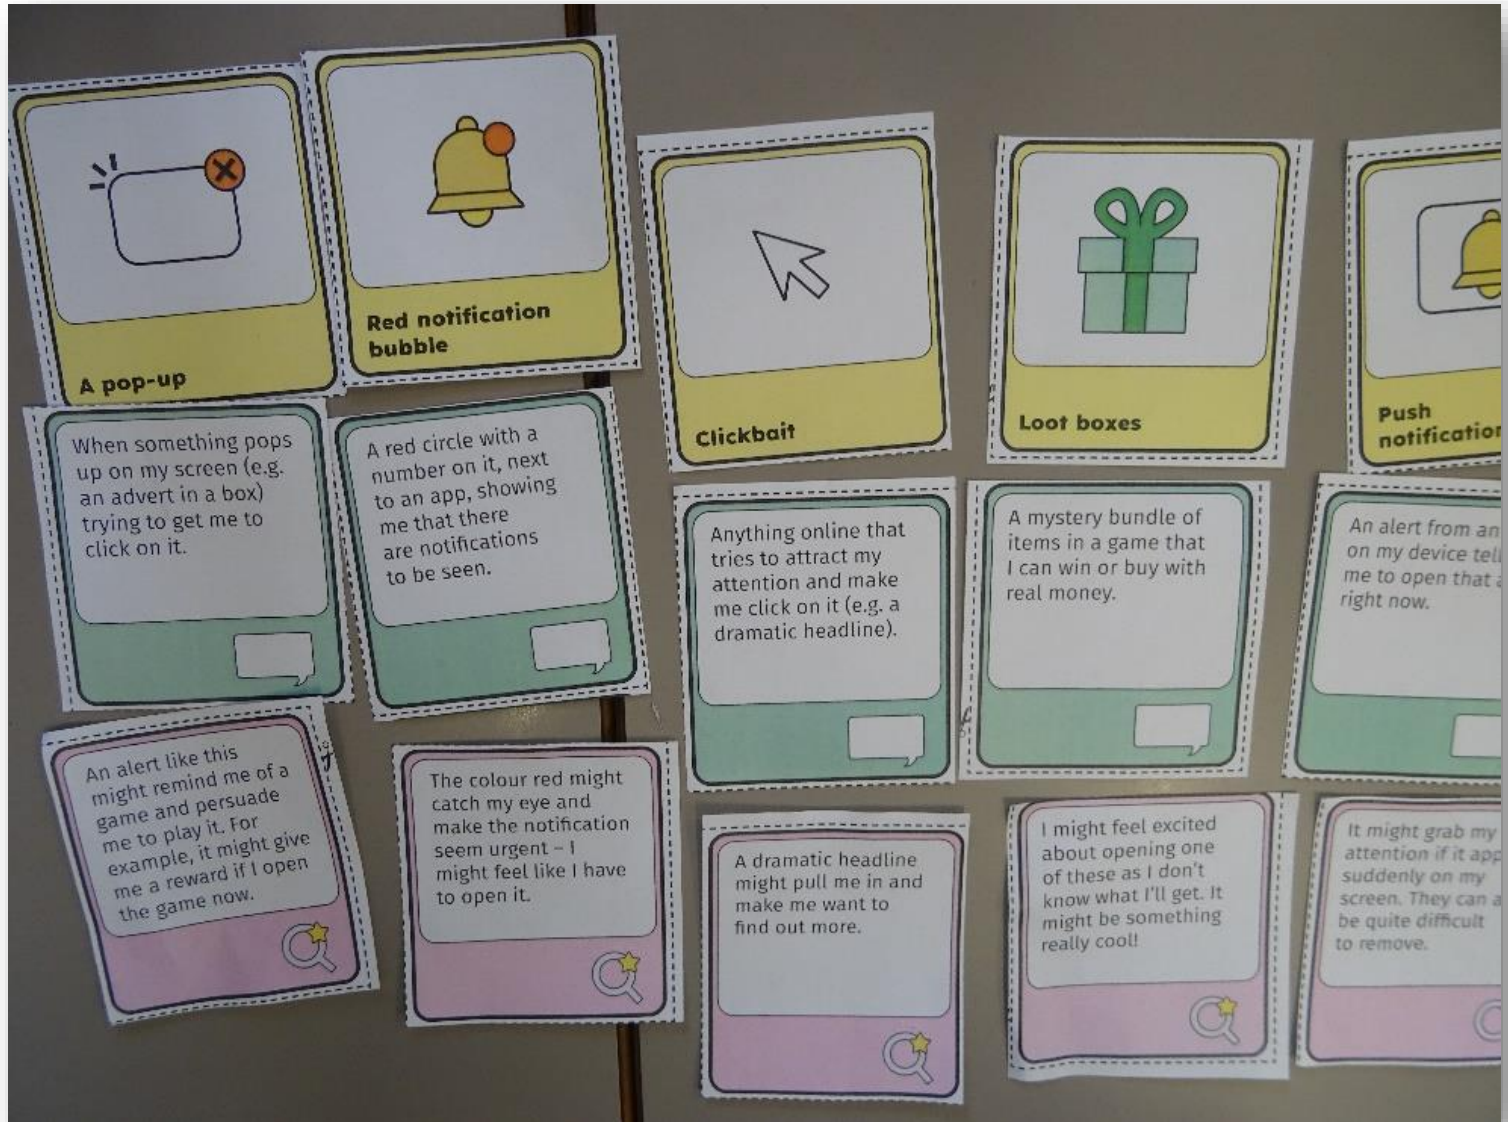 A pop-up
Red notification
bubble
Clickbait
Loot boxes
Push
When something pops
up on my screen (e.g.
an advert in a box)
trying to get me to
click on it.
A red circle with a
number on it, next
to an app, showing
me that there
are notifications
to be seen.
Anything online that
tries to attract my
attention and make
me click on it (e.g. a
dramatic headline).
A mystery bundle of
items in a game that
I can win or buy with
real money.
An alert from an
on my device
me to open that
right now.
An alert like this
might remind me of a
game and persuade
me to play it. For
example, it might give
me a reward if I open
the game now.
The colour red might
catch my eye and
make the notification
seem urgent – I
might feel like I have
to open it.
A dramatic headline
might pull me in and
make me want to
find out more.
I might feel excited
about opening one
of these as I don't
know what I'll get. It
might be something
really cool!
It might grab my
attention if it
suddenly on my
screen. They can
be quite difficult
to remove.